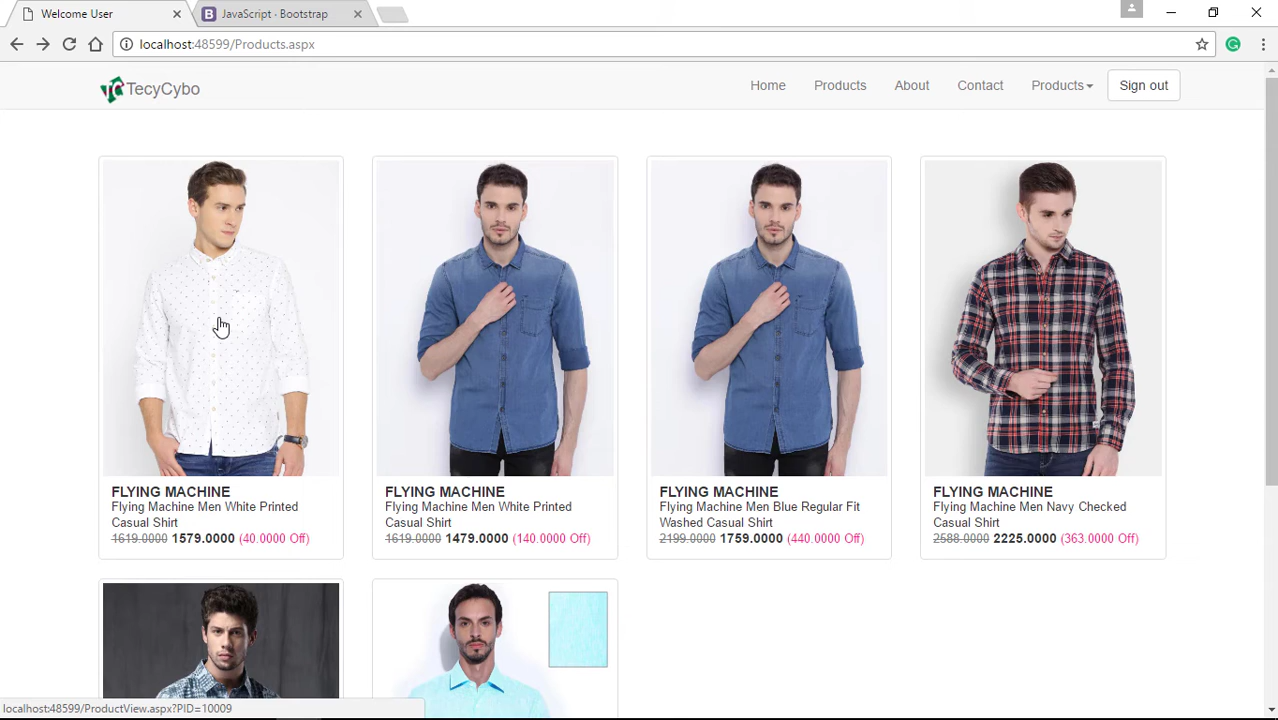 Welcome User
JavaScript · Bootstrap
localhost:48599/Products.aspx
TecyCybo
Home Products About Contact Products Sign out
FLYING MACHINE
Flying Machine Men White Printed
Casual Shirt
1619.0000 1579.0000 (40.0000 Off)
FLYING MACHINE
Flying Machine Men White Printed
Casual Shirt
1619.0000 1479.0000 (140.0000 Off)
FLYING MACHINE
Flying Machine Men Blue Regular Fit
Washed Casual Shirt
2199.0000 1759.0000 (440.0000 Off)
FLYING MACHINE
Flying Machine Men Navy Checked
Casual Shirt
2588.0000 2225.0000 (363.0000 Off)
localhost:48599/ProductView.aspx?PID=10009